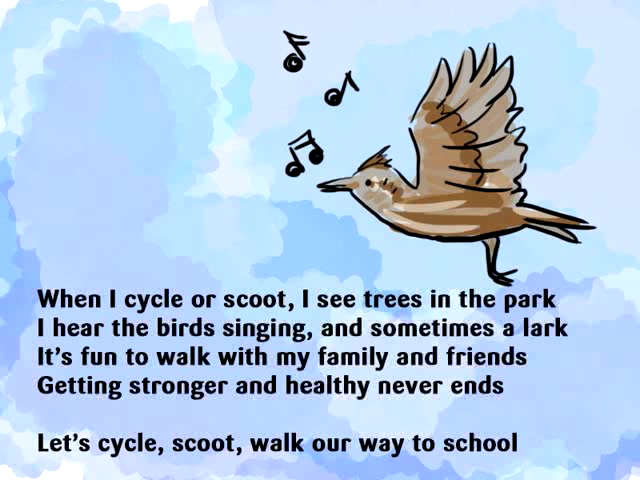 When I cycle or scoot, I see trees in the park
I hear the birds singing, and sometimes a lark
It's fun to walk with my family and friends
Getting stronger and healthy never ends
Let's cycle, scoot, walk our way to school